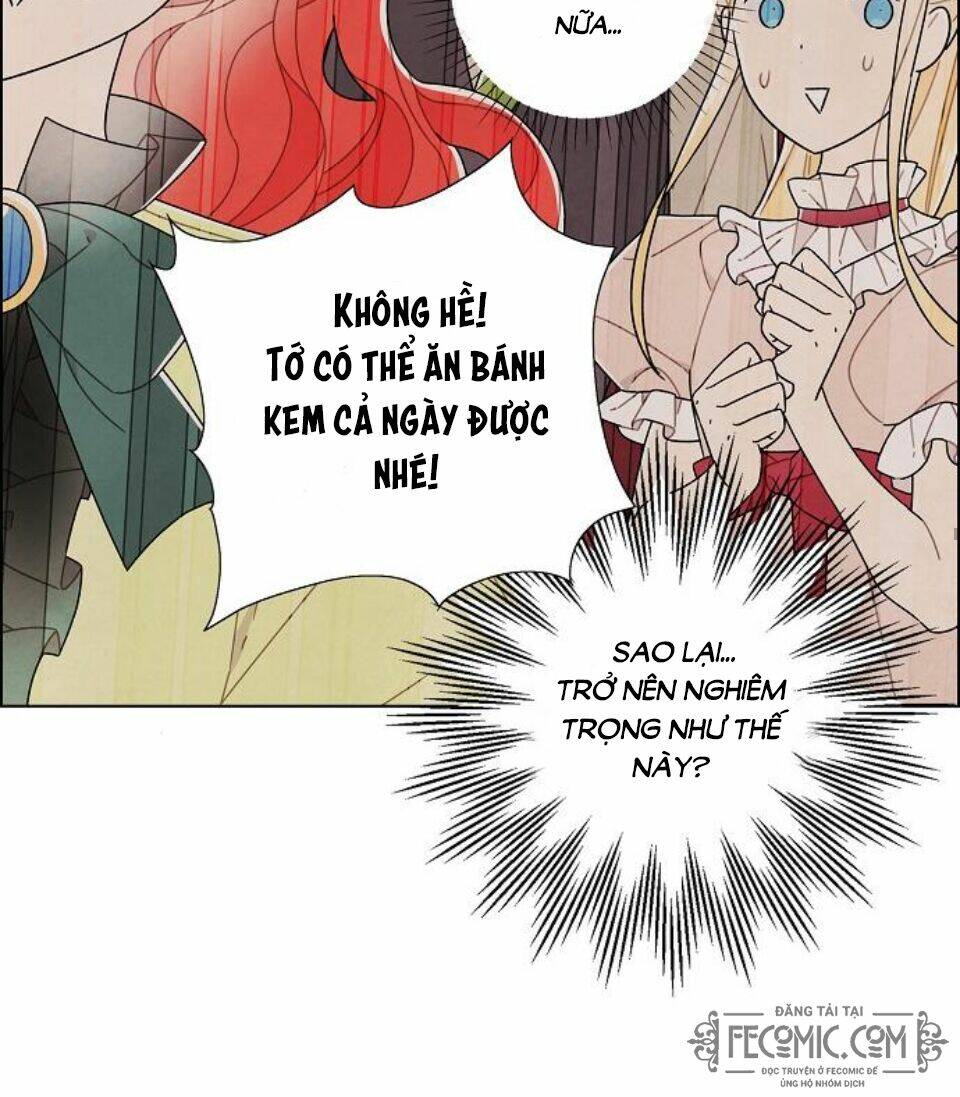 NỮA...
KHÔNG HỀ!
TỚ CÓ THỂ ĂN BÁNH
KEM CẢ NGÀY ĐƯỢC
NHÉ!
SAO LẠI...
TRỞ NÊN NGHIÊM
TRỌNG NHƯ THẾ
NÀY?
ĐĂNG TẢI TẠI
FECOMIC.COM
ĐỌC TRUYỆN Ở FECOMIC ĐỂ
ỦNG HỘ NHÓM DỊCH